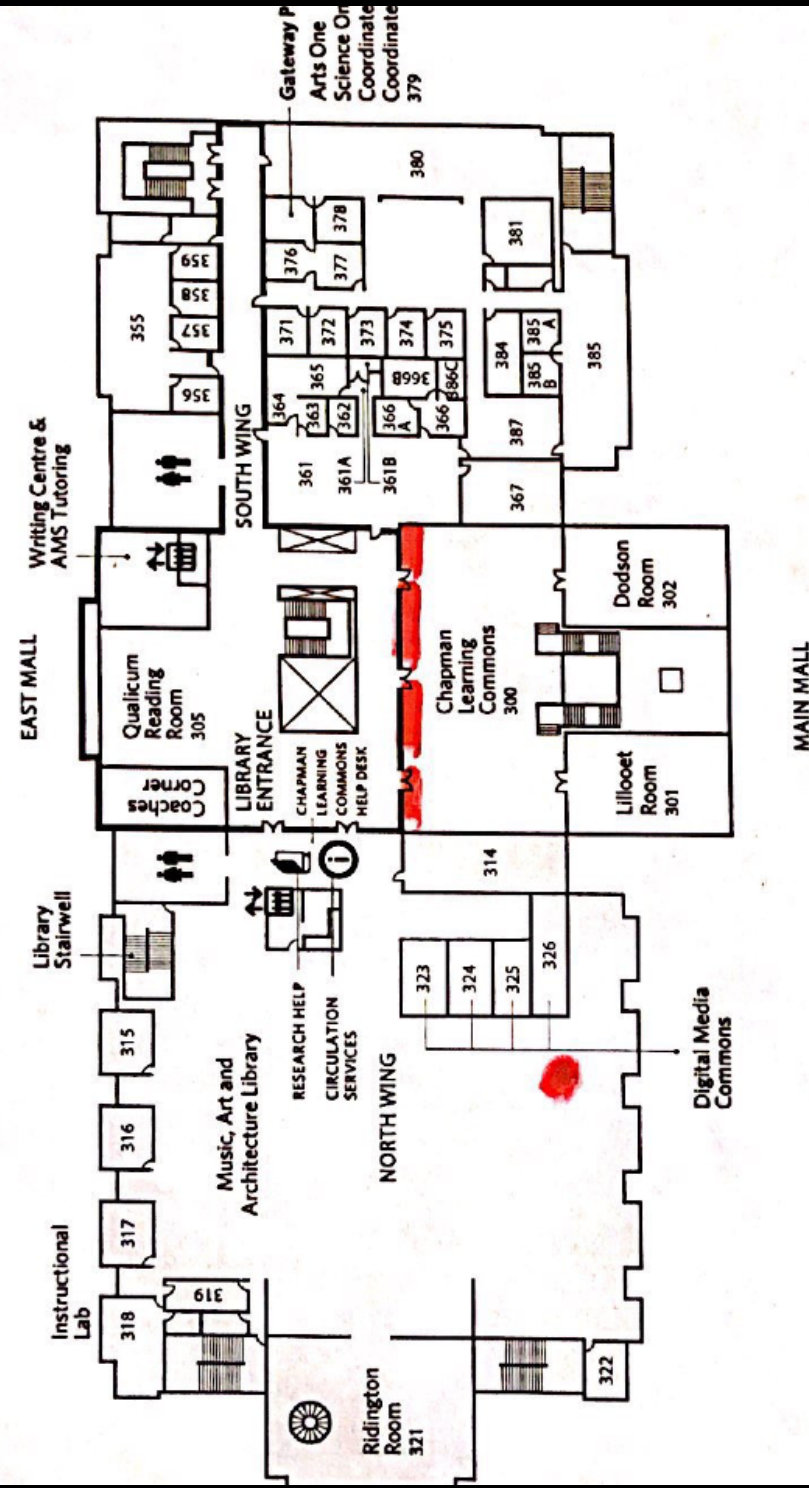 EAST MALL
Instructional
Lab
Library
Stairwell
Writing Centre &
AMS Tutoring
318
317
316
315
319
Coaches
Corner
Qualicum
Reading
Room
305
355
356
357
358
359
Music, Art and
Architecture Library
LIBRARY
ENTRANCE
SOUTH WING
RESEARCH HELP
CIRCULATION
SERVICES
CHAPMAN
LEARNING
COMMONS
HELP DESK
Gateway P
Arts One
Science On
Coordinate
Coordinate
379
Ridington
Room
321
NORTH WING
361
361A
361B
364
363
362
365
366
A
366
366B
386C
371
372
373
374
375
376
377
378
380
323
324
325
326
314
Chapman
Learning
Commons
300
367
387
384
385
A
385
B
381
385
322
Lillooet
Room
301
Dodson
Room
302
Digital Media
Commons
MAIN MALL